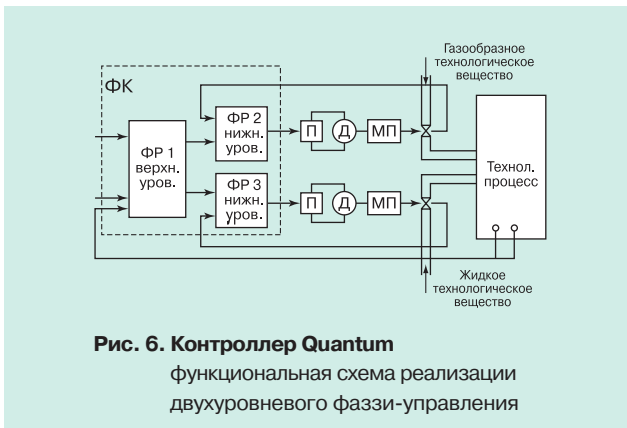 Газообразное
технологическое
вещество
ФК
ФР 1
верхн.
уров.
ФР 2
нижн.
уров.
П
Д
МП
ФР 3
нижн.
уров.
П
Д
МП
Технол.
процесс
Жидкое
технологическое
вещество
Рис. 6. Контроллер Quantum
функциональная схема реализации
двухуровневого фаззи-управления